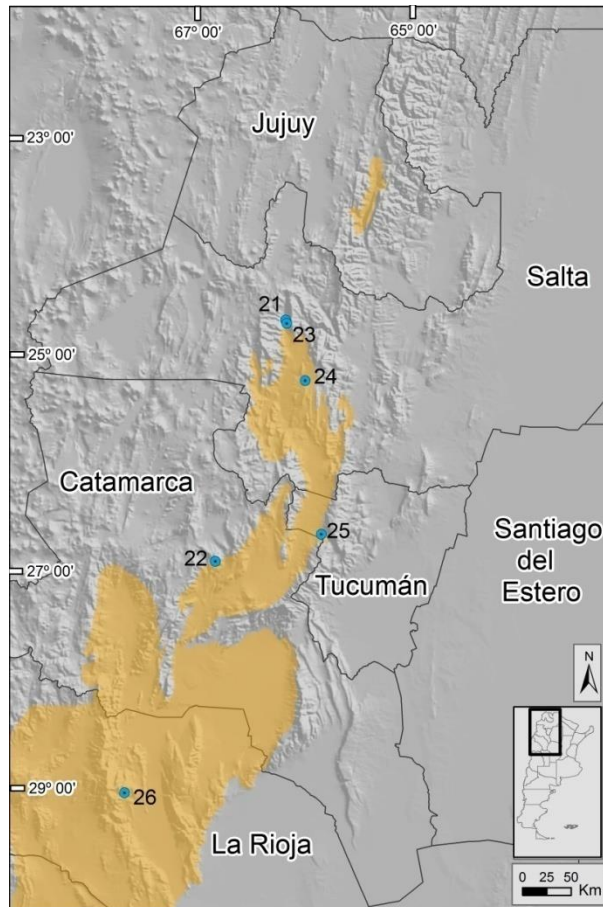 67° 00'
65° 00'
Jujuy
23° 00'
Salta
21
23
25° 00'
24
Catamarca
Santiago
del
Estero
25
22
27° 00'
Tucumán
N
29° 00'
26
La Rioja
0 25 50
Km